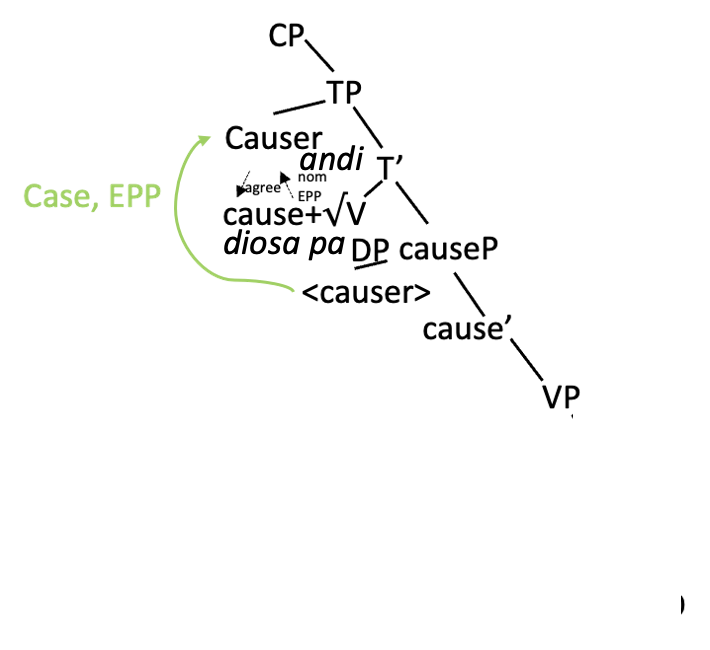 CP
TP
Causer
andi T’
nom
agree
EPP
Case, EPP
cause+√V
diosa pa DP causeP
<causer>
cause’
VP